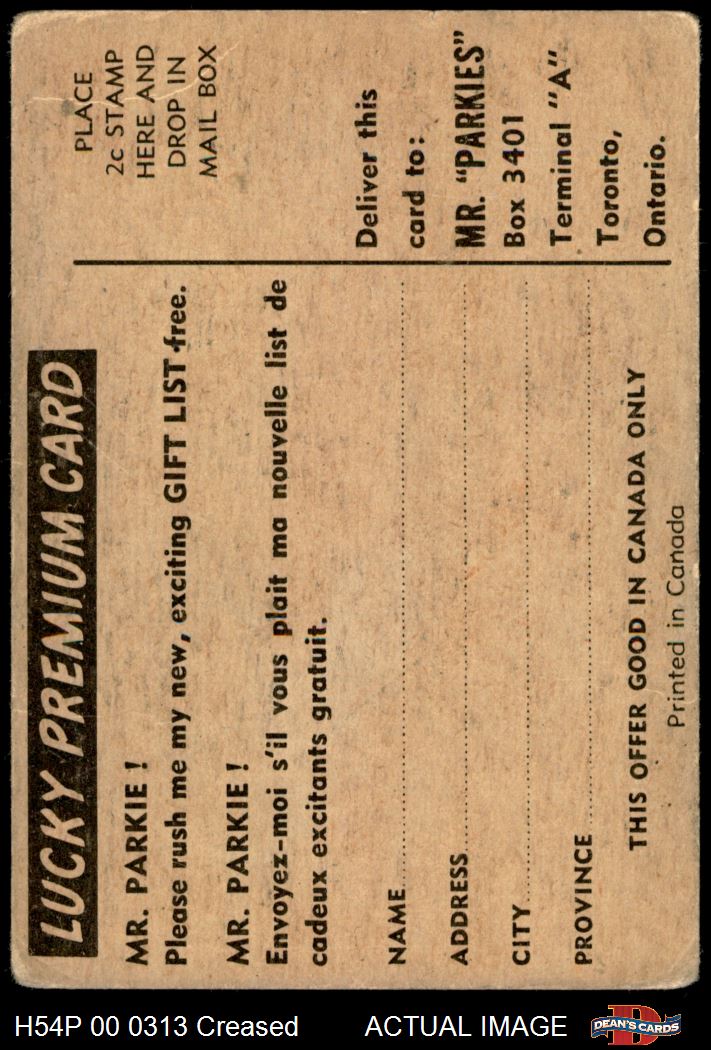 LUCKY PREMIUM CARD
PLACE
2c STAMP
HERE AND
DROP IN
MAIL BOX
MR. PARKIE!
Please rush me my new, exciting GIFT LIST free.
MR. PARKIE!
Envoyez-moi s'il vous plait ma nouvelle list de
cadeux excitants gratuit.
Deliver this
card to:
MR. "PARKIES"
Box 3401
Terminal "A"
Toronto,
Ontario.
NAME
ADDRESS
CITY
PROVINCE
THIS OFFER GOOD IN CANADA ONLY
Printed in Canada
H54P 00 0313 Creased
ACTUAL IMAGE
D
DEAN'S CARDS